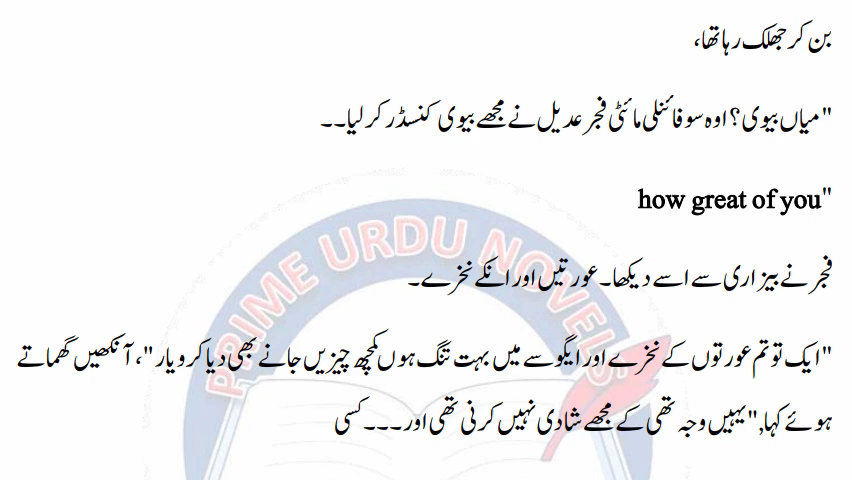 بن کر جھلک رہا تھا،
"میاں بیوی؟ اوہ سو فائنلی مائٹی فجر عدیل نے مجھے بیوی کنسڈر کر لیا۔۔
how great of you"
فجر نے بیزاری سے اسے دیکھا۔ عورتیں اور انکے نخرے۔
"ایک تو تم عورتوں کے نخرے اور ایگو سے میں بہت تنگ ہوں کچھ چیزیں جانے بھی دیا کرو یار"، آنکھیں گھماتے
ہوئے کہا,"یہیں وجہ تھی کے مجھے شادی نہیں کرنی تھی اور۔۔۔ کسی
PRIME URDU NOVELS